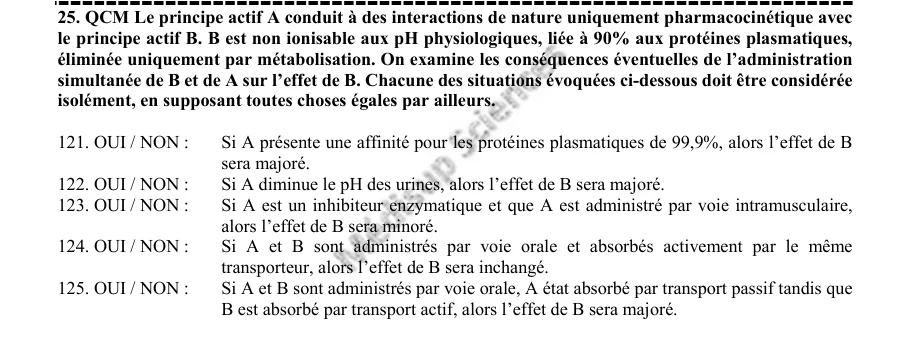 25. QCM Le principe actif A conduit à des interactions de nature uniquement pharmacocinétique avec
le principe actif B. B est non ionisable aux pH physiologiques, liée à 90% aux protéines plasmatiques,
éliminée uniquement par métabolisation. On examine les conséquences éventuelles de l'administration
simultanée de B et de A sur l'effet de B. Chacune des situations évoquées ci-dessous doit être considérée
isolément, en supposant toutes choses égales par ailleurs.
121. OUI / NON : Si A présente une affinité pour les protéines plasmatiques de 99,9%, alors l'effet de B
sera majoré.
122. OUI / NON : Si A diminue le pH des urines, alors l'effet de B sera majoré.
123. OUI / NON : Si A est un inhibiteur enzymatique et que A est administré par voie intramusculaire,
alors l'effet de B sera minoré.
124. OUI / NON : Si A et B sont administrés par voie orale et absorbés activement par le même
transporteur, alors l'effet de B sera inchangé.
125. OUI / NON : Si A et B sont administrés par voie orale, A état absorbé par transport passif tandis que
B est absorbé par transport actif, alors l'effet de B sera majoré.
Médisup Sciences